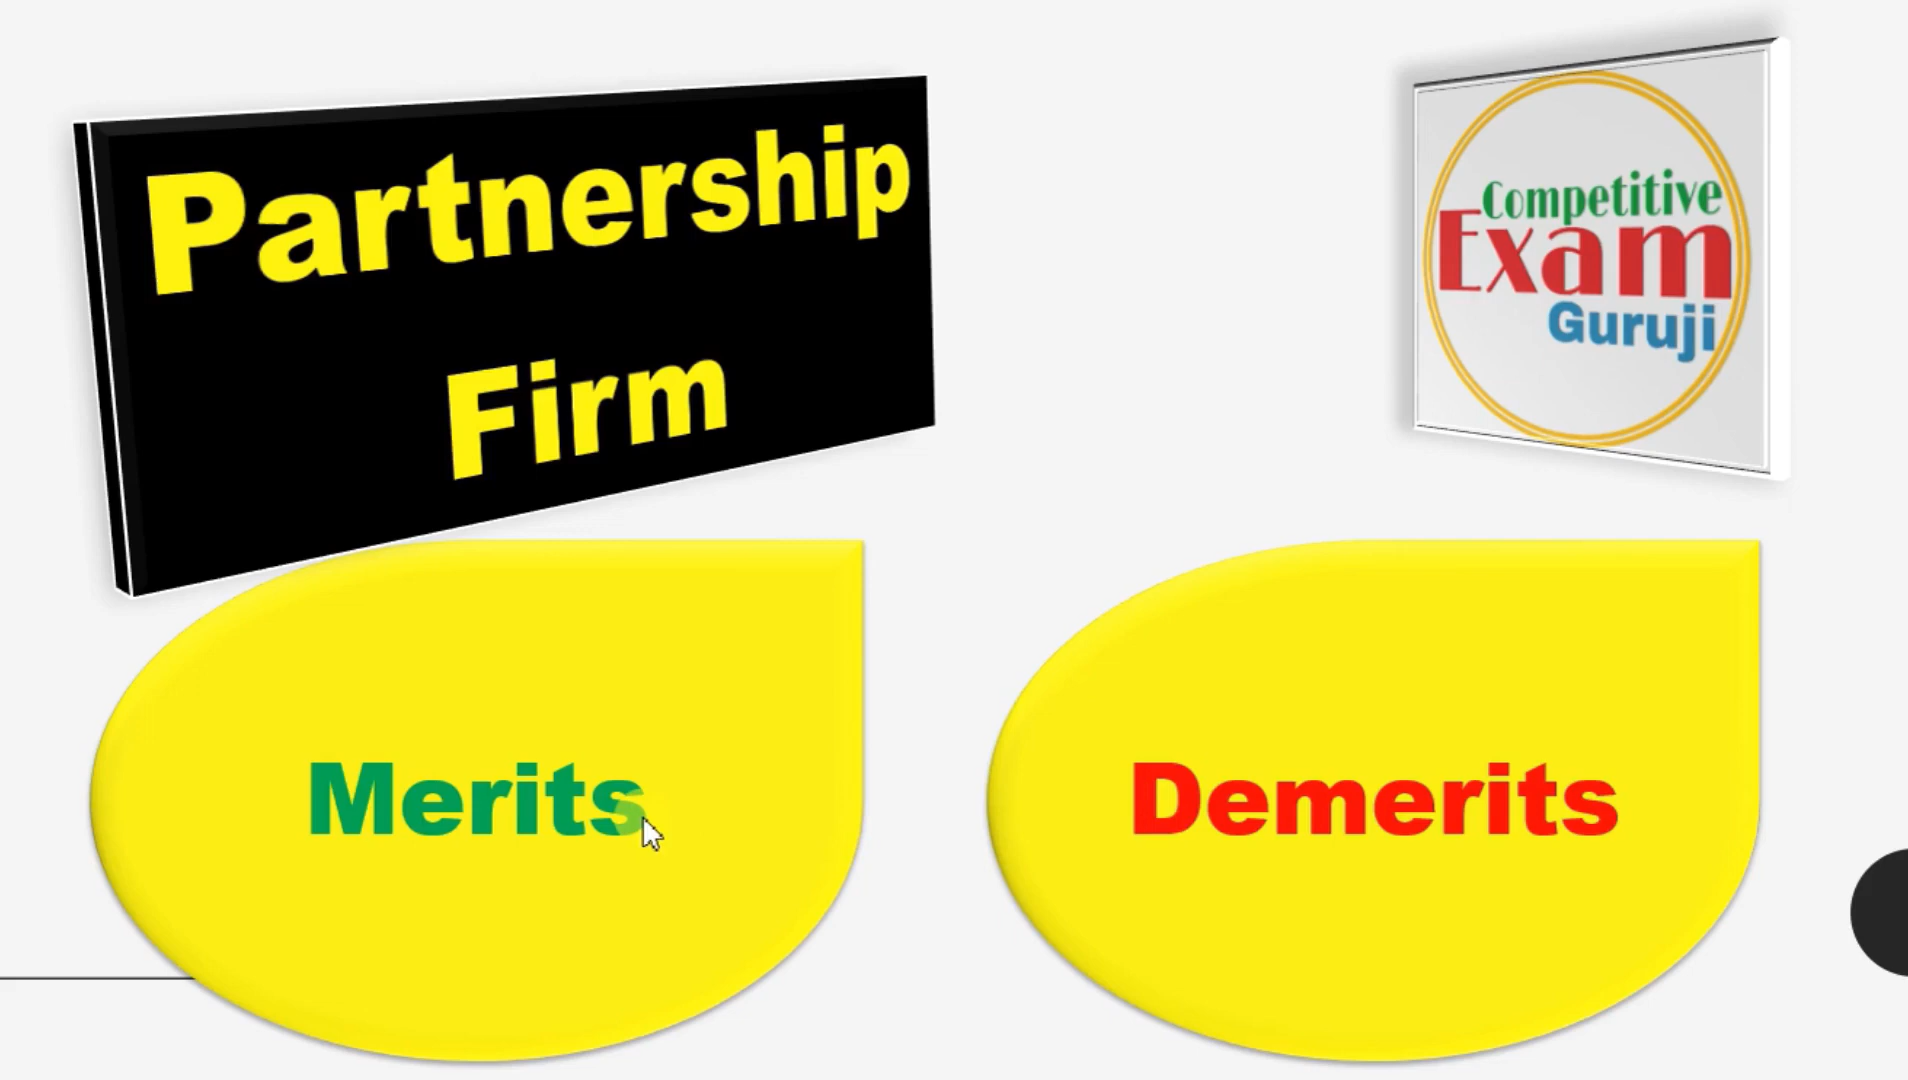 Partnership
Firm
Competitive
Exam
Guruji
Merits
Demerits